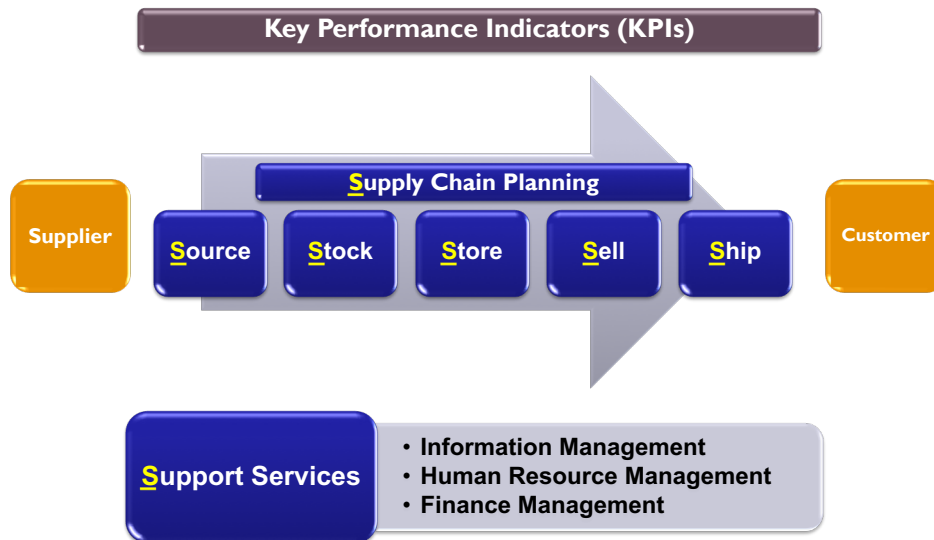 Key Performance Indicators (KPIs)
Supply Chain Planning
Supplier
Source
Stock
Store
Sell
Ship
Customer
Support Services
• Information Management
• Human Resource Management
• Finance Management